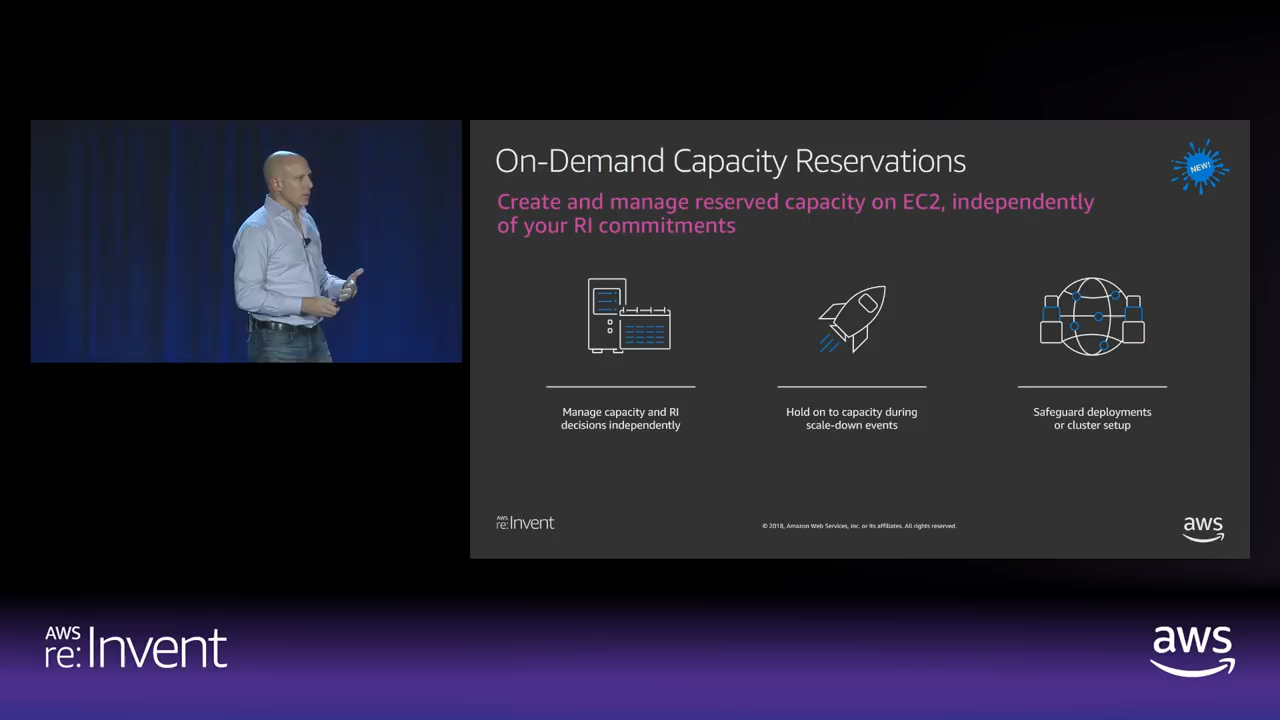 On-Demand Capacity Reservations
NEW!
Create and manage reserved capacity on EC2, independently
of your RI commitments
Manage capacity and RI
decisions independently
Hold on to capacity during
scale-down events
Safeguard deployments
or cluster setup
AWS
re:Invent
© 2018, Amazon Web Services, Inc. or its affiliates. All rights reserved.
aws
AWS
re:Invent
aws